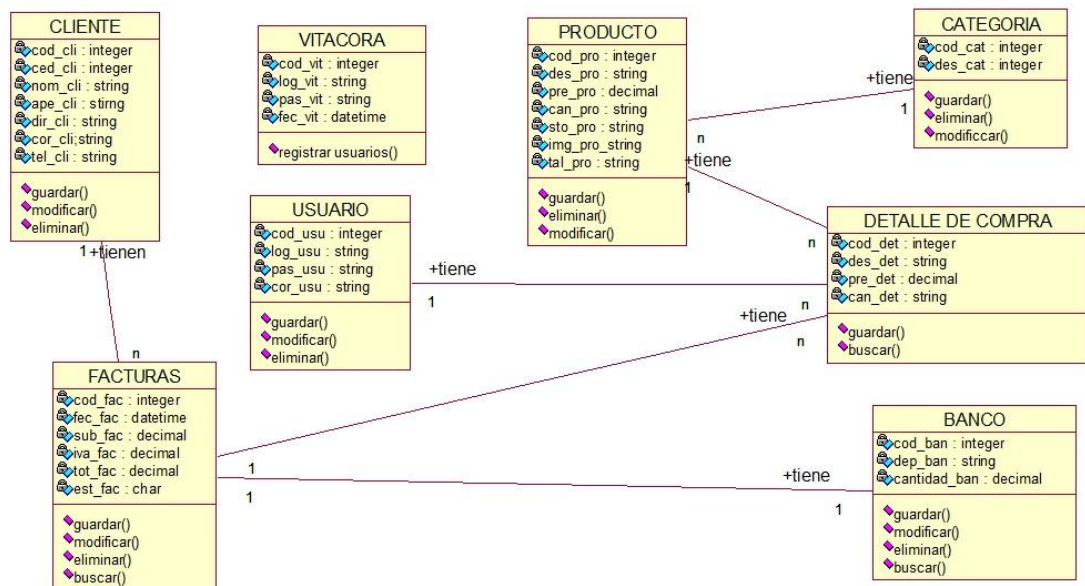 CLIENTE
cod_cli : integer
ced_cli : integer
nom_cli : string
ape_cli : stirng
dir_cli : string
cor_cli;string
tel_cli : string
guardar()
modificar()
eliminar()
1 +tienen
n
VITACORA
cod_vit : integer
log_vit : string
pas_vit : string
fec_vit : datetime
registrar usuarios()
PRODUCTO
cod_pro : integer
des_pro : string
pre_pro : decimal
can_pro : string
sto_pro : string
img_pro_string
tal_pro : string
guardar()
eliminar()
modificar()
CATEGORIA
cod_cat : integer
des_cat : integer
guardar()
eliminar()
modificcar()
+tiene
1
n
+tiene
1
n
USUARIO
cod_usu : integer
log_usu : string
pas_usu : string
cor_usu : string
guardar()
modificar()
eliminar()
+tiene
1
n
DETALLE DE COMPRA
cod_det : integer
des_det : string
pre_det : decimal
can_det : string
guardar()
buscar()
+tiene
n
1
FACTURAS
cod_fac : integer
fec_fac : datetime
sub_fac : decimal
iva_fac : decimal
tot_fac : decimal
est_fac : char
guardar()
modificar()
eliminar()
buscar()
1
+tiene
1
BANCO
cod_ban : integer
dep_ban : string
cantidad_ban : decimal
guardar()
modificar()
eliminar()
buscar()